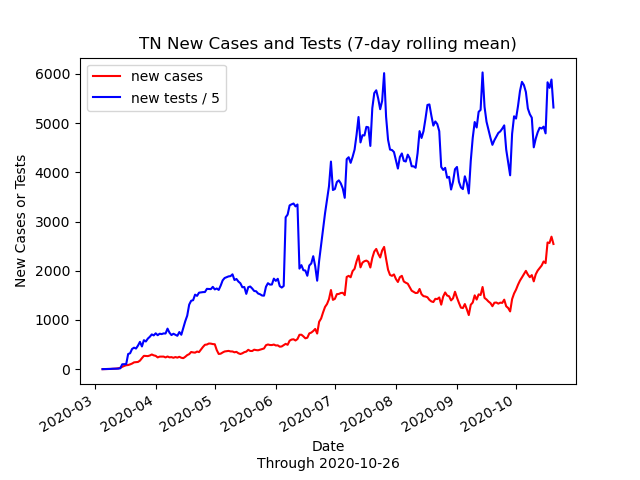 TN New Cases and Tests (7-day rolling mean)
new cases
new tests / 5
New Cases or Tests
6000
5000
4000
3000
2000
1000
0
2020-03
2020-04
2020-05
2020-06
2020-07
2020-08
2020-09
2020-10
Date
Through 2020-10-26